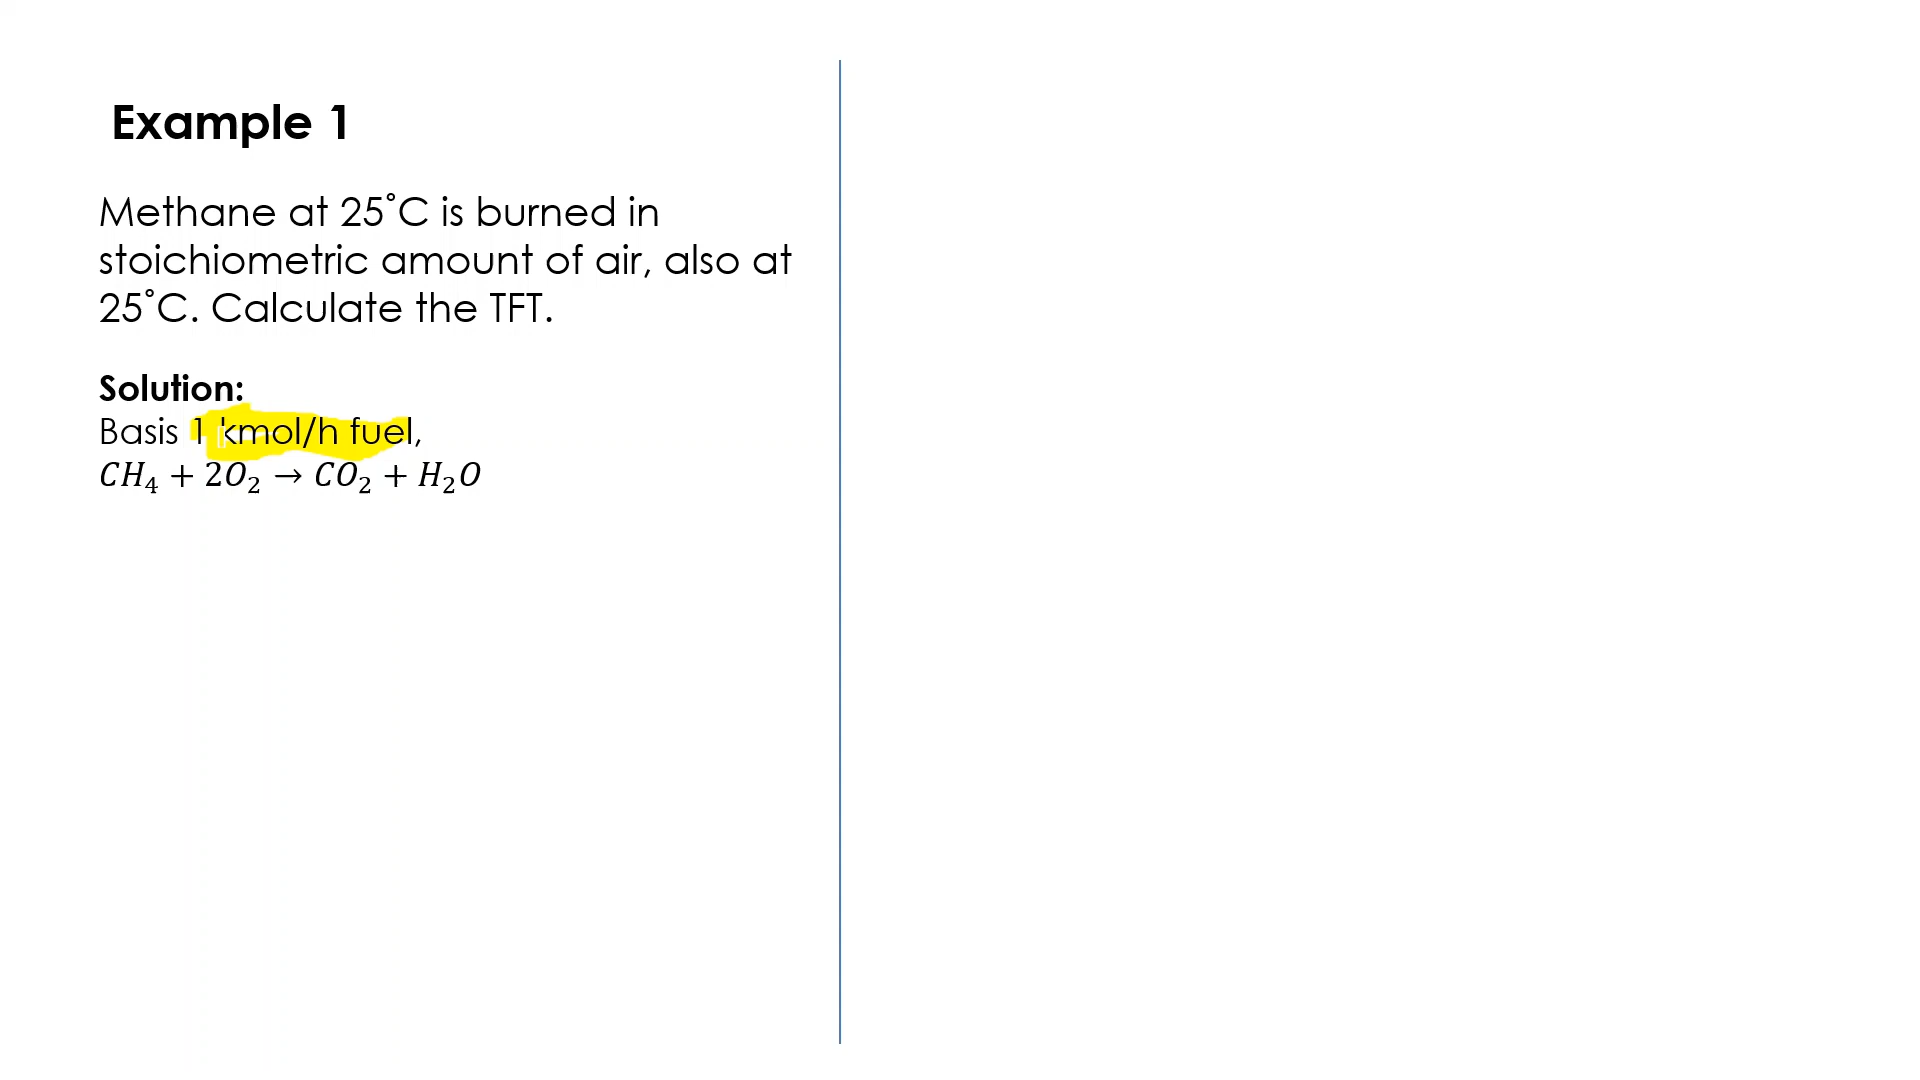 Example 1
Methane at 25˚C is burned in
stoichiometric amount of air, also at
25˚C. Calculate the TFT.
Solution:
Basis 1 kmol/h fuel,
CH₄ + 2O₂ → CO₂ + H₂O